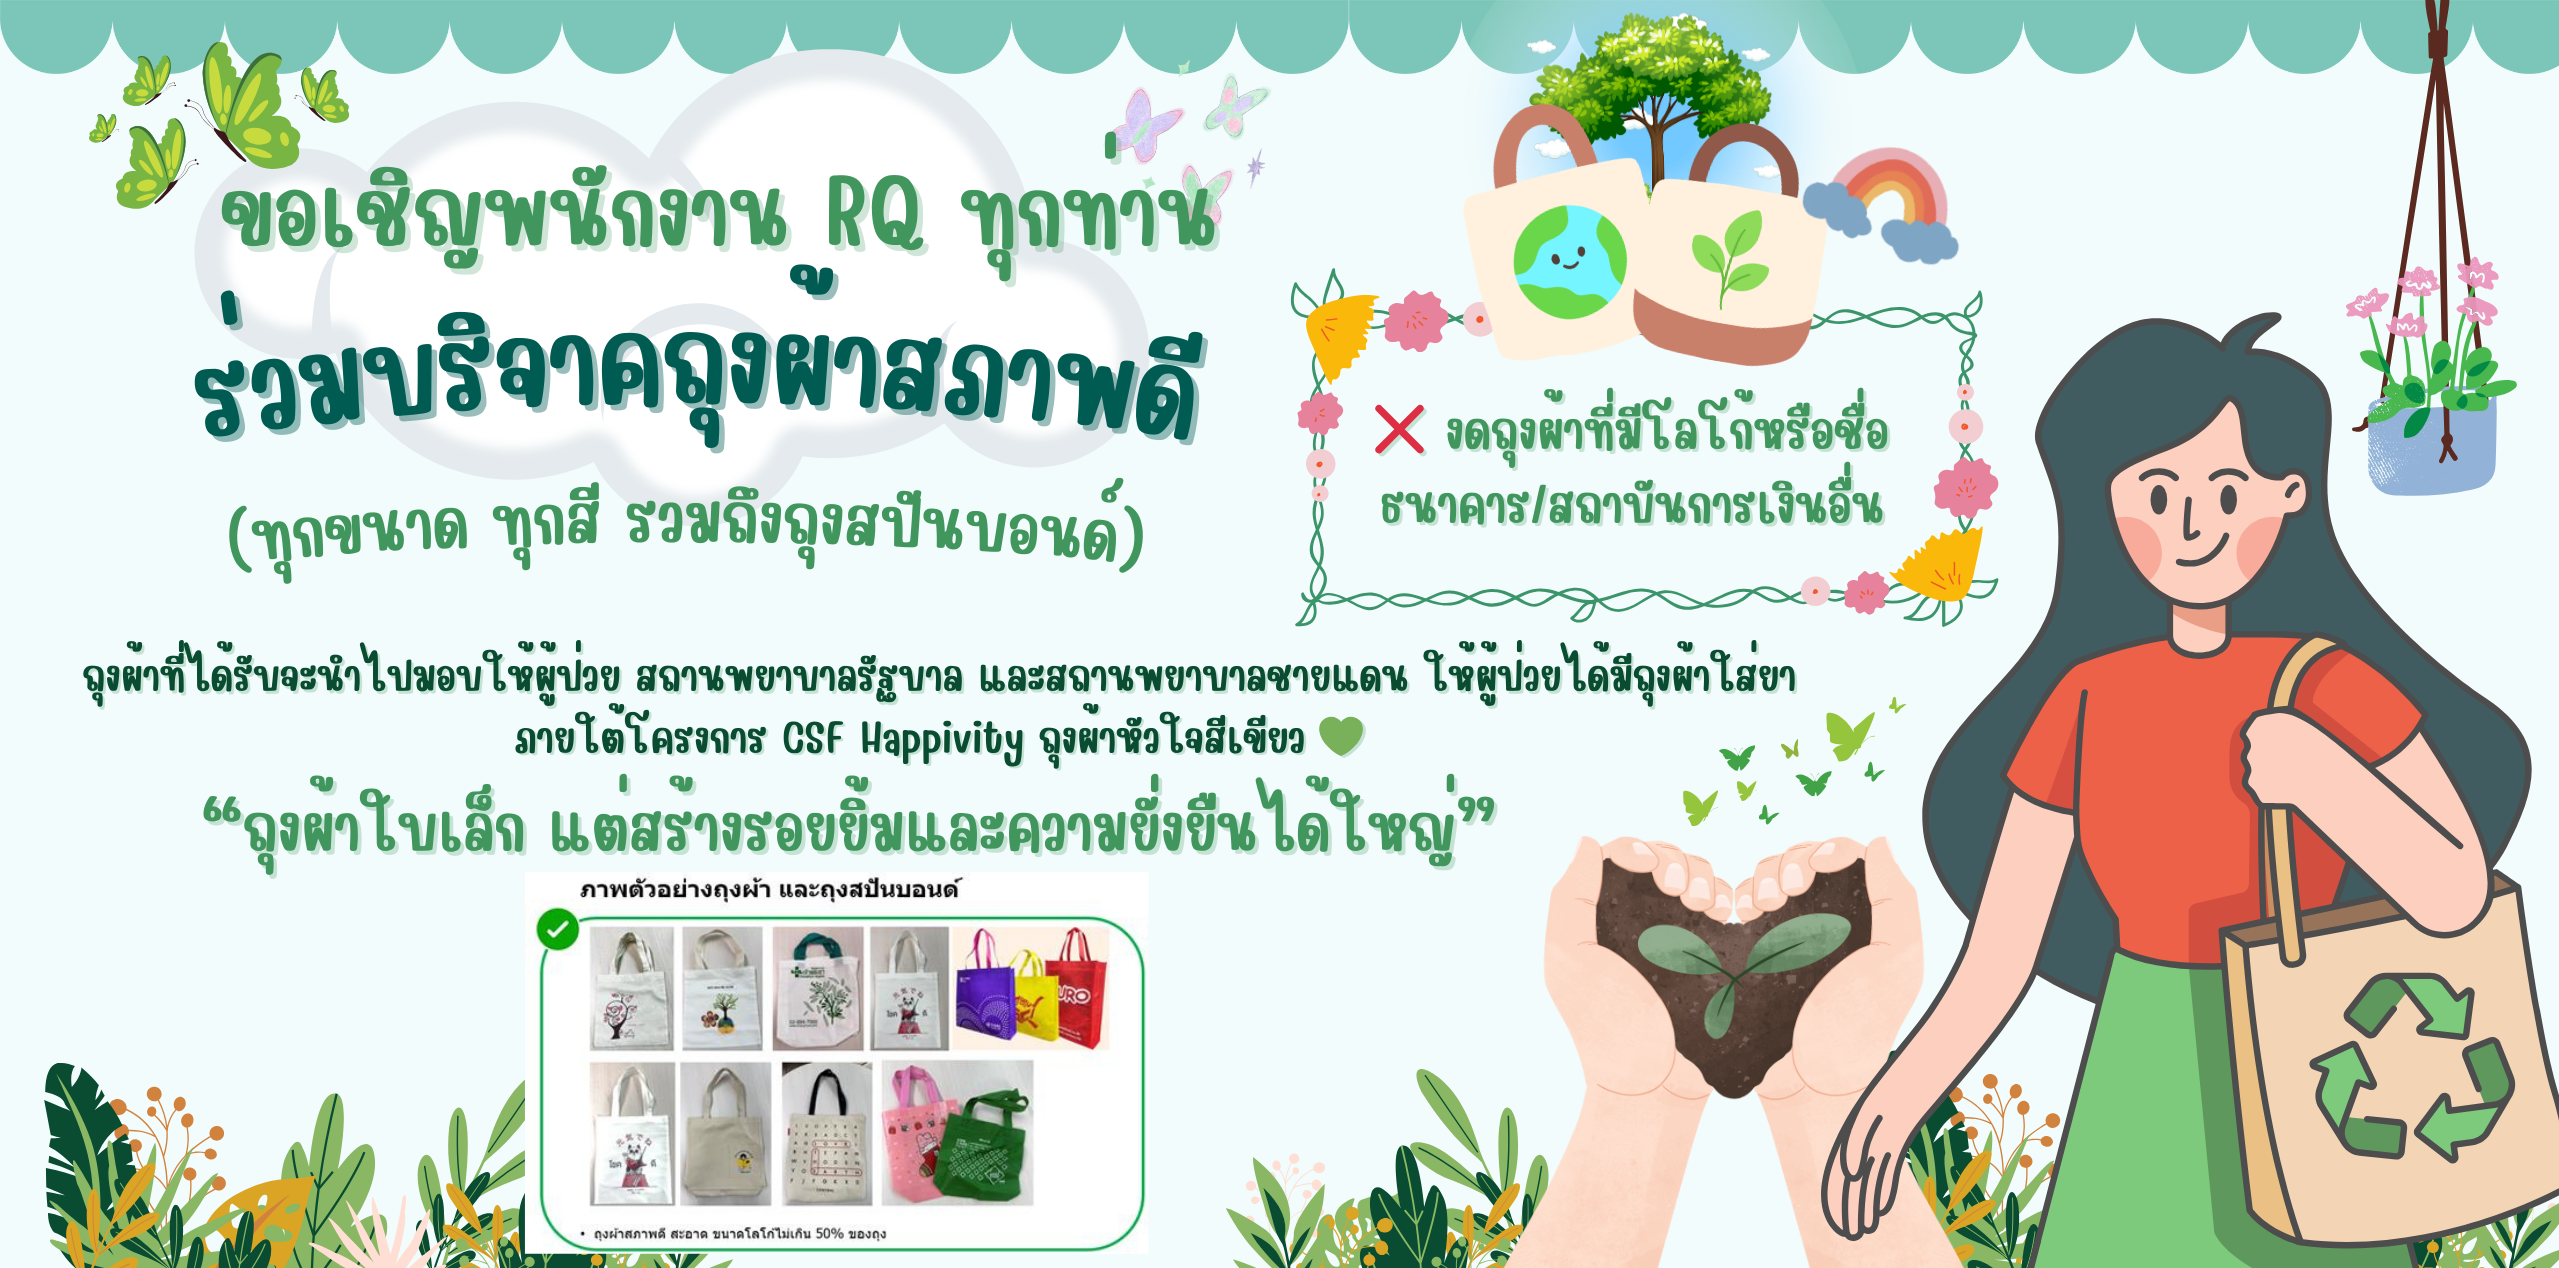 ขอเชิญพนักงาน RQ ทุกท่าน
ร่วมบริจาคถุงผ้าสภาพดี
(ทุกขนาด ทุกสี รวมถึงถุงสปันบอนด์)
❌ งดถุงผ้าที่มีโลโก้หรือชื่อ
ธนาคาร/สถาบันการเงินอื่น
ถุงผ้าที่ได้รับจะนำไปมอบให้ผู้ป่วย สถานพยาบาลรัฐบาล และสถานพยาบาลชายแดน ให้ผู้ป่วยได้มีถุงผ้าใส่ยา
ภายใต้โครงการ CSF Happivity ถุงผ้าหัวใจสีเขียว
“ถุงผ้าใบเล็ก แต่สร้างรอยยิ้มและความยั่งยืนได้ใหญ่”
ภาพตัวอย่างถุงผ้า และถุงสปันบอนด์
โชค ดี
URO
โชค ดี
• ถุงผ้าสภาพดี สะอาด ขนาดโลโก้ไม่เกิน 50% ของถุง